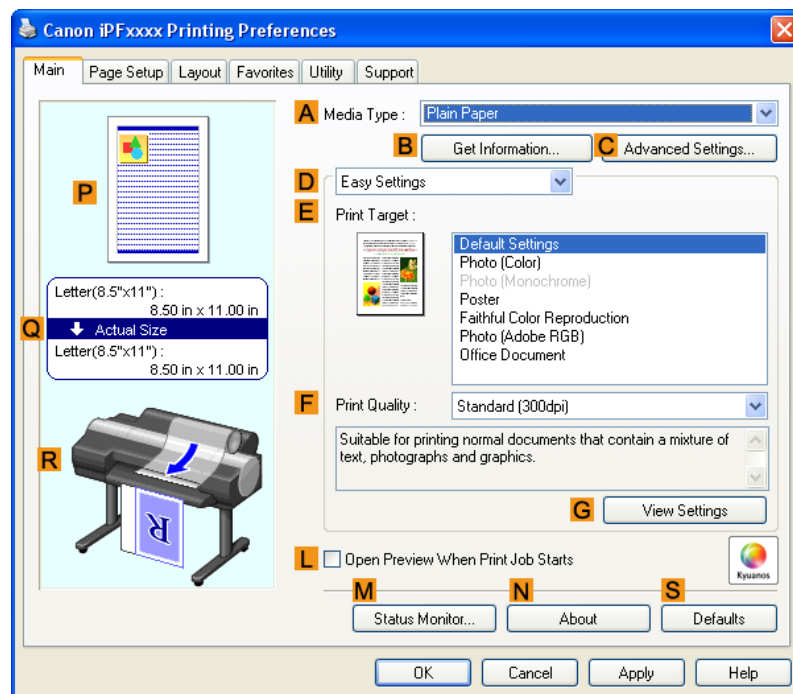 Canon iPFxxxx Printing Preferences
Main Page Setup Layout Favorites Utility Support
A Media Type : Plain Paper
B Get Information... C Advanced Settings...
D Easy Settings
E Print Target :
Default Settings
Photo (Color)
Photo (Monochrome)
Poster
Faithful Color Reproduction
Photo (Adobe RGB)
Office Document
F Print Quality : Standard (300dpi)
Suitable for printing normal documents that contain a mixture of
text, photographs and graphics.
G View Settings
P
Letter(8.5"x11") :
8.50 in x 11.00 in
Q Actual Size
Letter(8.5"x11") :
8.50 in x 11.00 in
R
R
L Open Preview When Print Job Starts
Kyuanos
M N S
Status Monitor... About Defaults
OK Cancel Apply Help